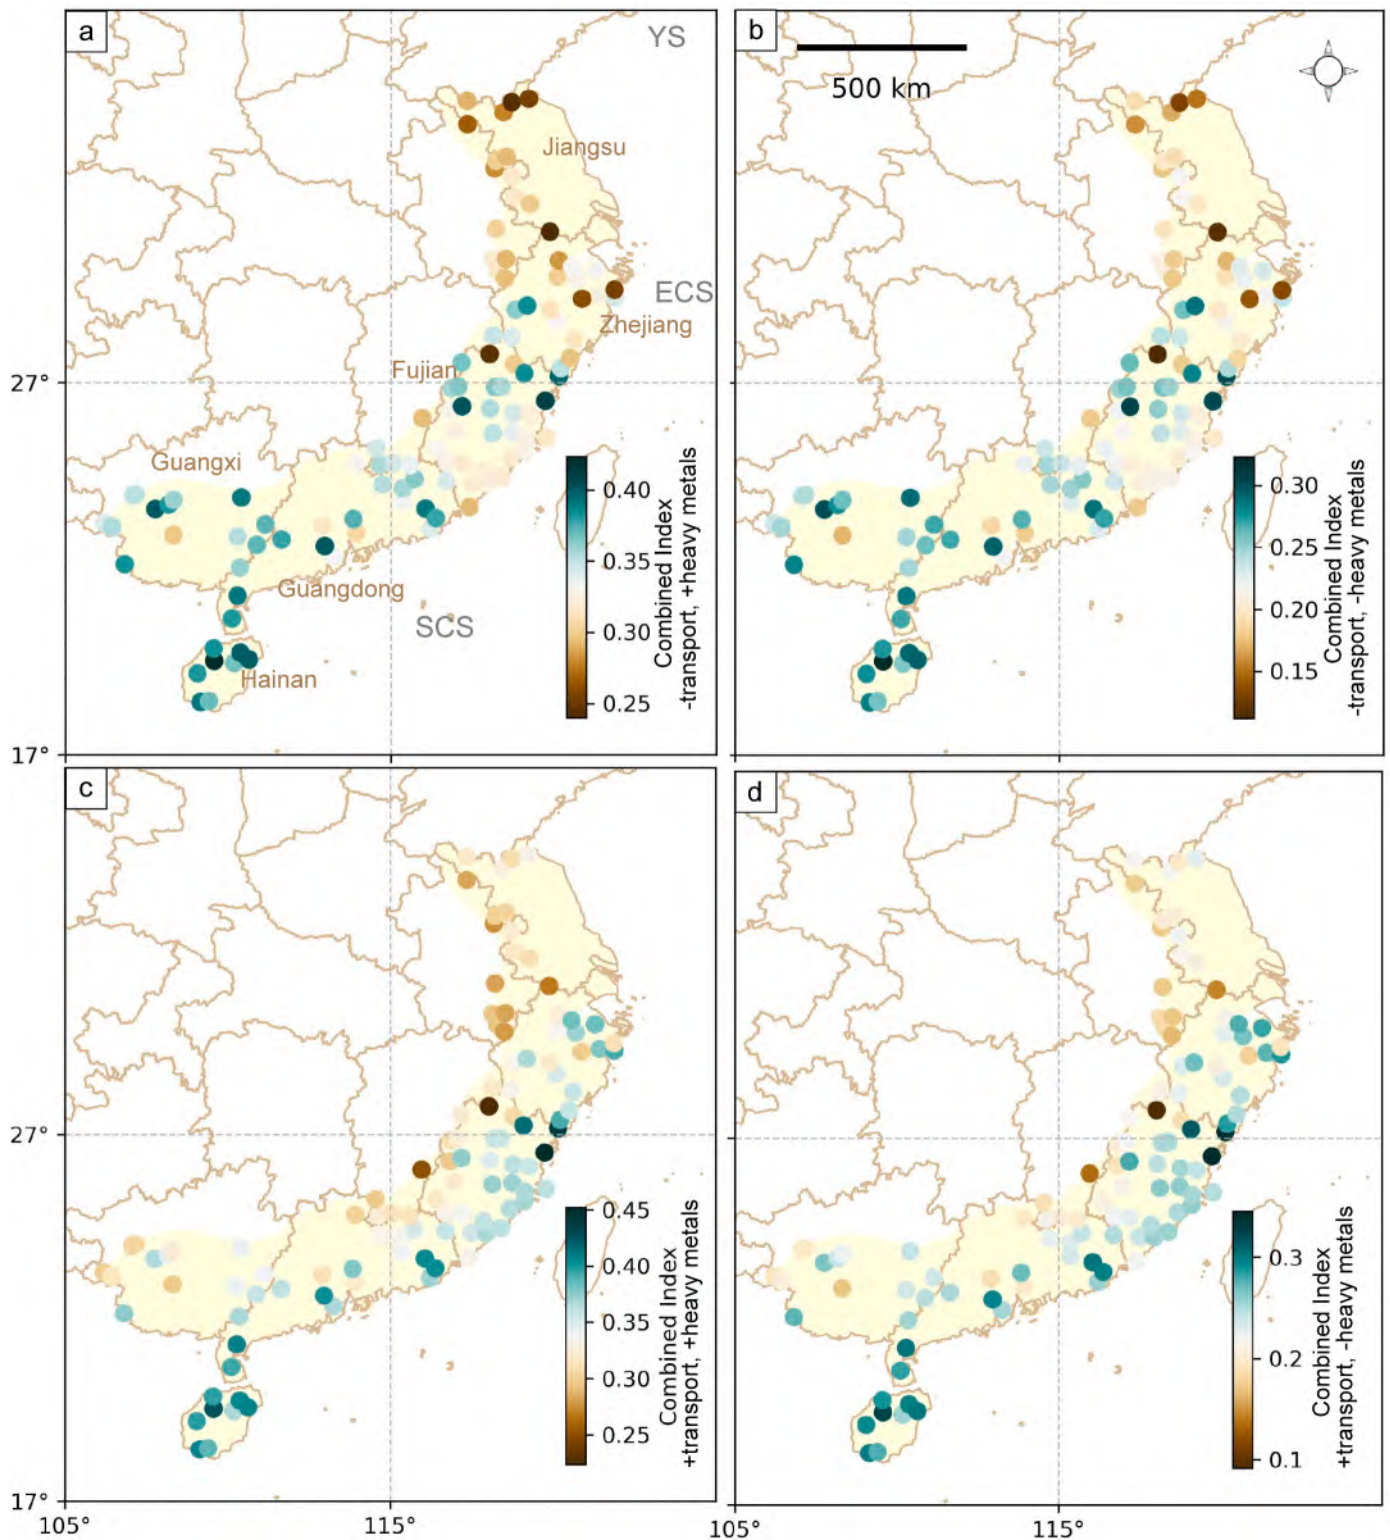 a
YS
b
500 km
Jiangsu
ECS
Zhejiang
Fujian
27°
Guangxi
Guangdong
SCS
Hainan
0.40
0.35
0.30
0.25
Combined Index
-transport, +heavy metals
0.30
0.25
0.20
0.15
Combined Index
-transport, -heavy metals
17°
c
d
27°
0.45
0.40
0.35
0.30
0.25
Combined Index
+transport, +heavy metals
0.3
0.2
0.1
Combined Index
+transport, -heavy metals
17°
105°
115°
105°
115°